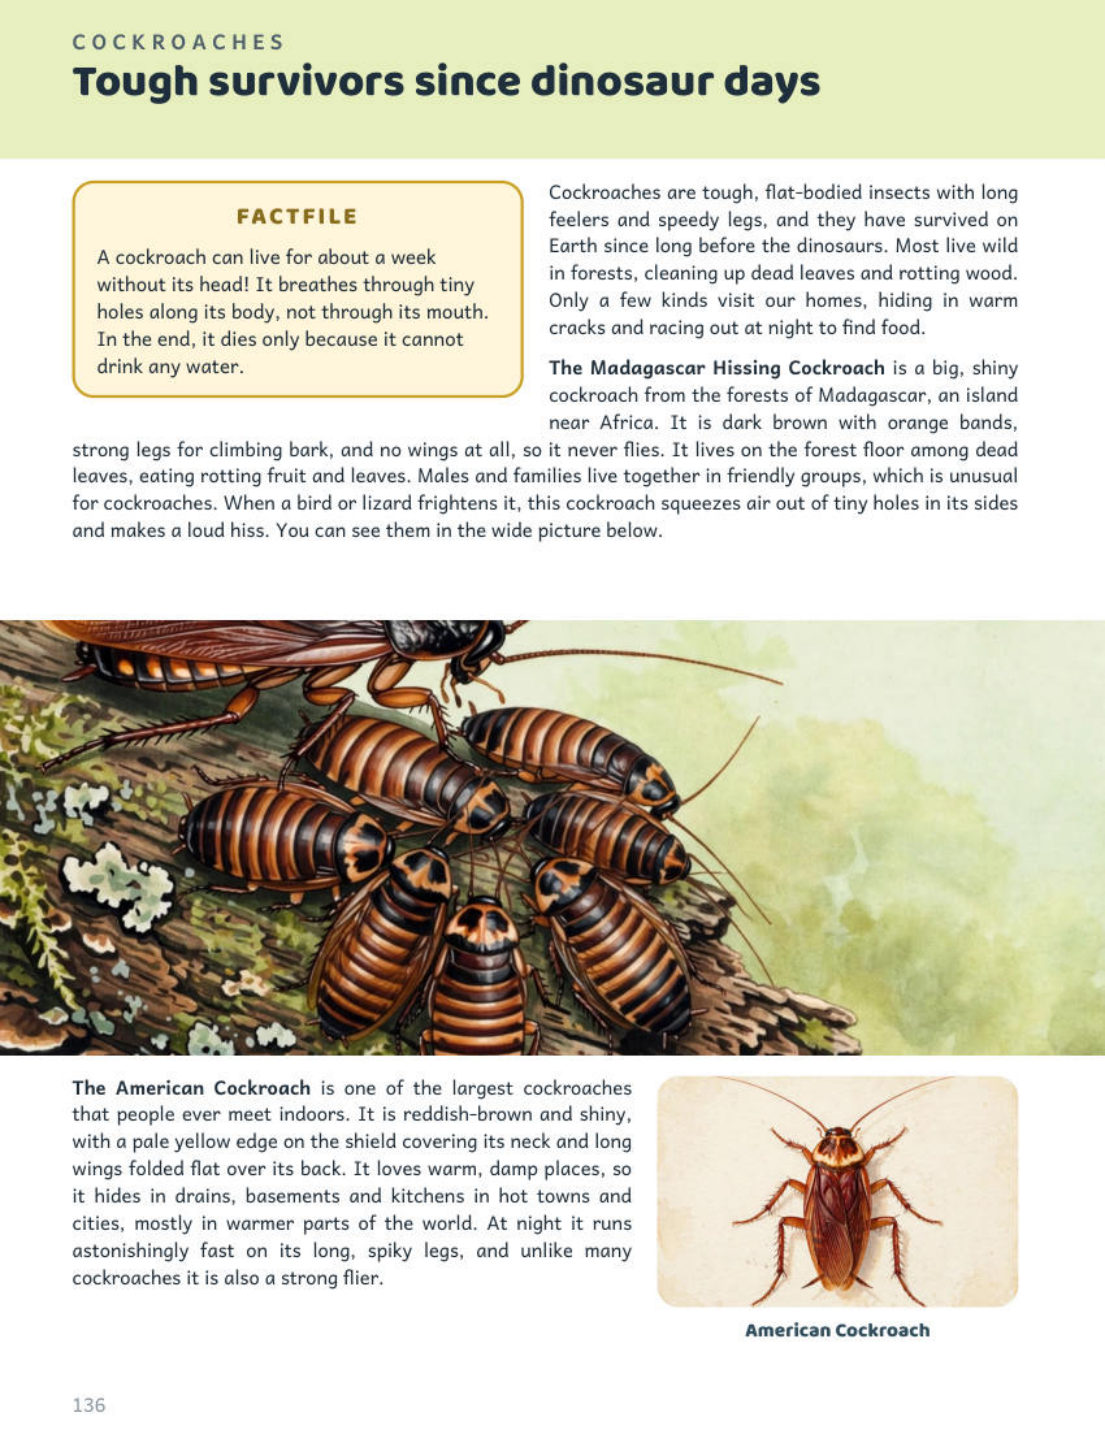 COCKROACHES
Tough survivors since dinosaur days
FACTFILE
A cockroach can live for about a week
without its head! It breathes through tiny
holes along its body, not through its mouth.
In the end, it dies only because it cannot
drink any water.
Cockroaches are tough, flat-bodied insects with long
feelers and speedy legs, and they have survived on
Earth since long before the dinosaurs. Most live wild
in forests, cleaning up dead leaves and rotting wood.
Only a few kinds visit our homes, hiding in warm
cracks and racing out at night to find food.
The Madagascar Hissing Cockroach is a big, shiny
cockroach from the forests of Madagascar, an island
near Africa. It is dark brown with orange bands,
strong legs for climbing bark, and no wings at all, so it never flies. It lives on the forest floor among dead
leaves, eating rotting fruit and leaves. Males and families live together in friendly groups, which is unusual
for cockroaches. When a bird or lizard frightens it, this cockroach squeezes air out of tiny holes in its sides
and makes a loud hiss. You can see them in the wide picture below.
The American Cockroach is one of the largest cockroaches
that people ever meet indoors. It is reddish-brown and shiny,
with a pale yellow edge on the shield covering its neck and long
wings folded flat over its back. It loves warm, damp places, so
it hides in drains, basements and kitchens in hot towns and
cities, mostly in warmer parts of the world. At night it runs
astonishingly fast on its long, spiky legs, and unlike many
cockroaches it is also a strong flier.
American Cockroach
136